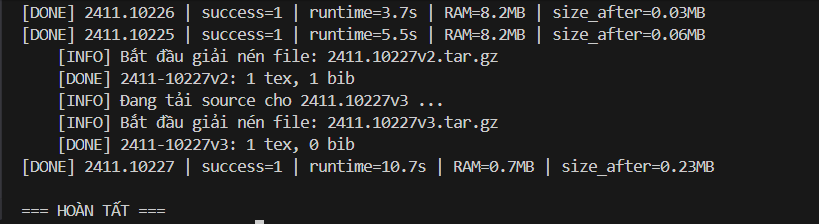 [DONE] 2411.10226 | success=1 | runtime=3.7s | RAM=8.2MB | size_after=0.03MB
[DONE] 2411.10225 | success=1 | runtime=5.5s | RAM=8.2MB | size_after=0.06MB
[INFO] Bắt đầu giải nén file: 2411.10227v2.tar.gz
[DONE] 2411-10227v2: 1 tex, 1 bib
[INFO] Đang tải source cho 2411.10227v3 ...
[INFO] Bắt đầu giải nén file: 2411.10227v3.tar.gz
[DONE] 2411-10227v3: 1 tex, 0 bib
[DONE] 2411.10227 | success=1 | runtime=10.7s | RAM=0.7MB | size_after=0.23MB
=== HOÀN TẤT ===